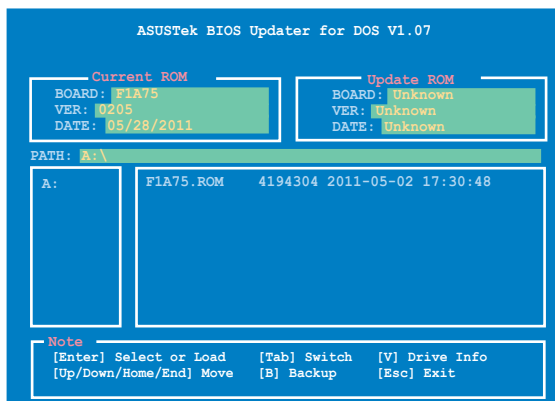 ASUSTek BIOS Updater for DOS V1.07
Current ROM
BOARD: F1A75
VER: 0205
DATE: 05/28/2011
Update ROM
BOARD: Unknown
VER: Unknown
DATE: Unknown
PATH: A:\
A:
F1A75.ROM 4194304 2011-05-02 17:30:48
Note
[Enter] Select or Load [Tab] Switch [V] Drive Info
[Up/Down/Home/End] Move [B] Backup [Esc] Exit